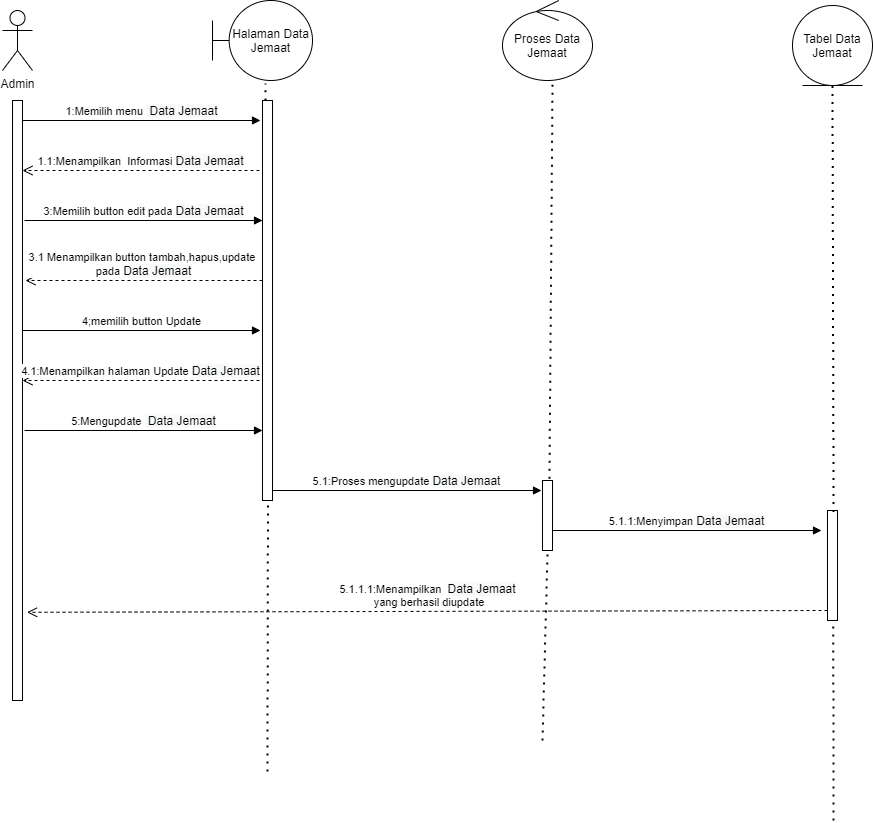 Halaman Data
Jemaat
Proses Data
Jemaat
Tabel Data
Jemaat
Admin
1:Memilih menu  Data Jemaat
1.1:Menampilkan  Informasi Data Jemaat
3:Memilih button edit pada Data Jemaat
3.1 Menampilkan button tambah,hapus,update
pada Data Jemaat
4;memilih button Update
4.1:Menampilkan halaman Update Data Jemaat
5:Mengupdate  Data Jemaat
5.1:Proses mengupdate Data Jemaat
5.1.1:Menyimpan Data Jemaat
5.1.1.1:Menampilkan  Data Jemaat
yang berhasil diupdate